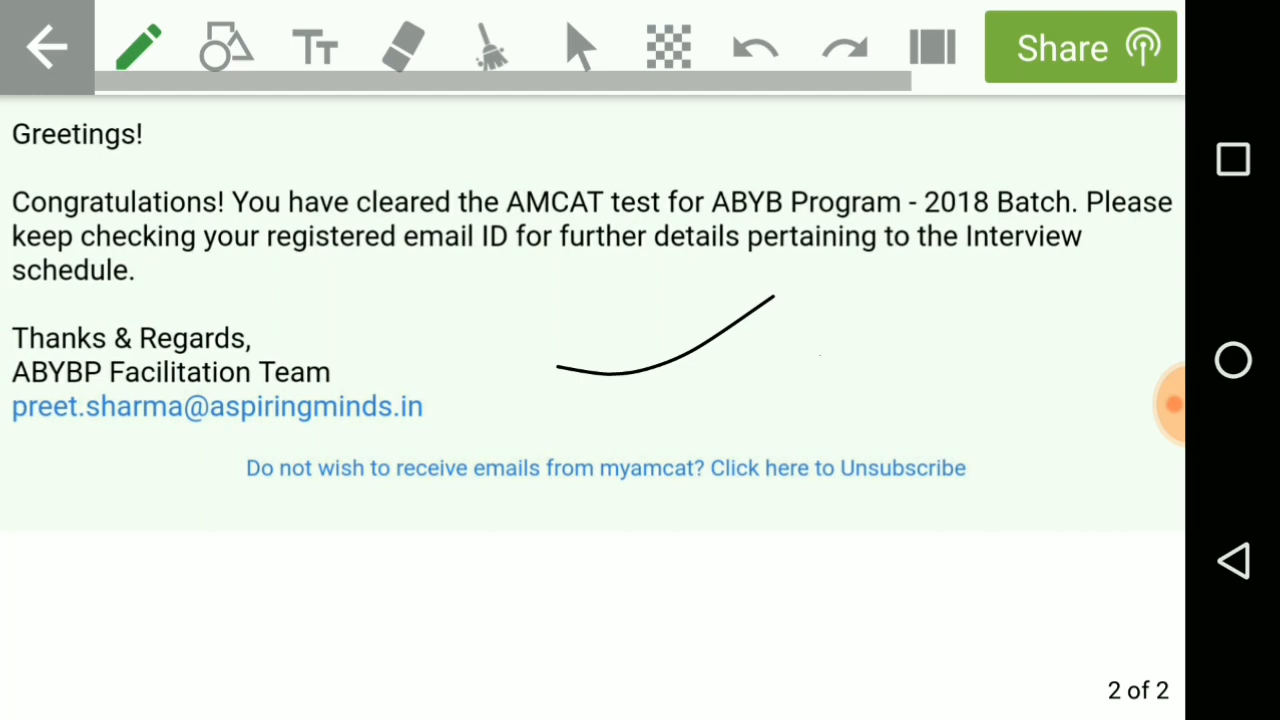 TT
Share
Greetings!
Congratulations! You have cleared the AMCAT test for ABYB Program - 2018 Batch. Please
keep checking your registered email ID for further details pertaining to the Interview
schedule.
Thanks & Regards,
ABYBP Facilitation Team
preet.sharma@aspiringminds.in
Do not wish to receive emails from myamcat? Click here to Unsubscribe
2 of 2